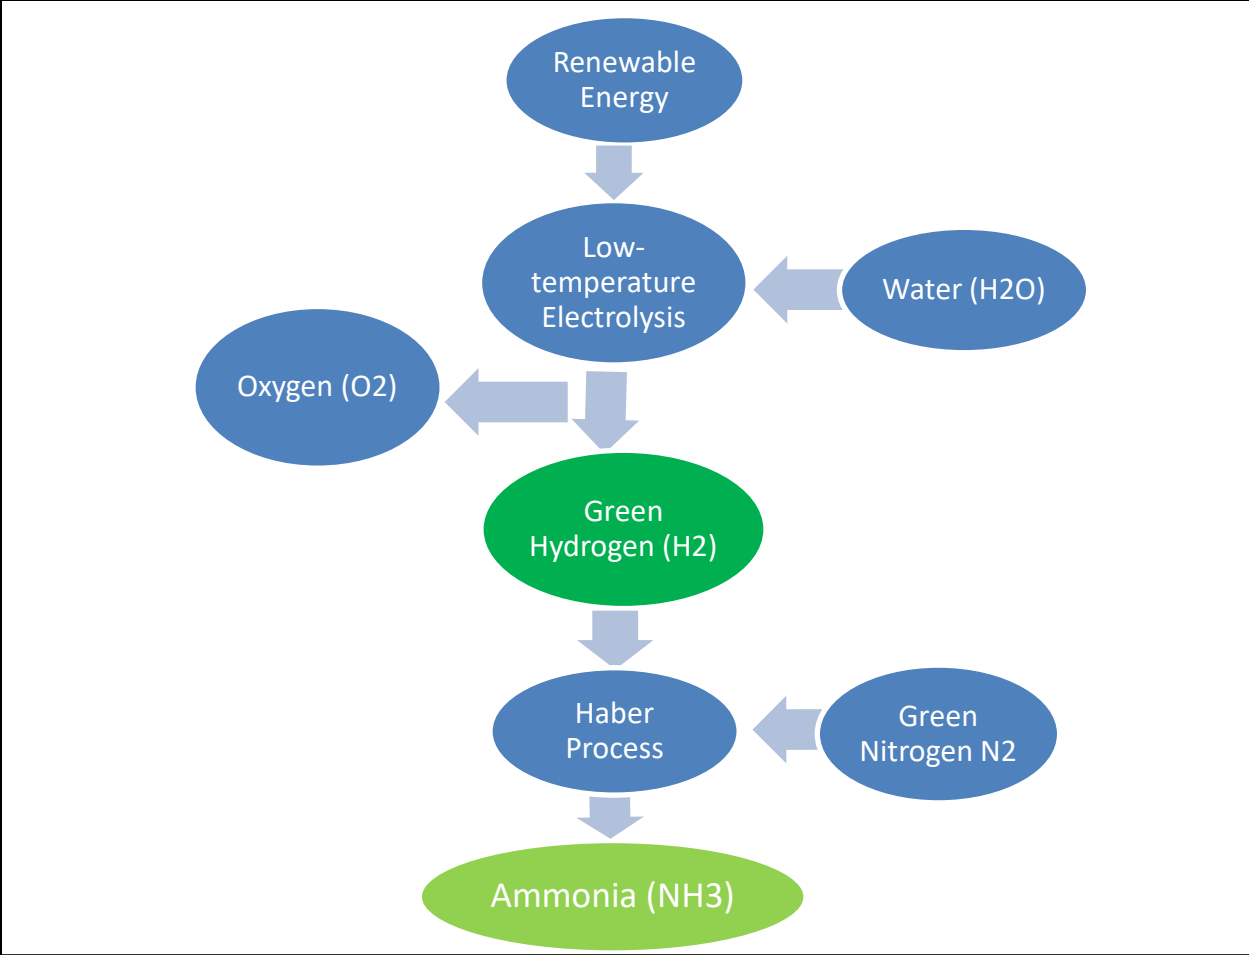 Renewable
Energy
Low-
temperature
Electrolysis
Water (H2O)
Oxygen (O2)
Green
Hydrogen (H2)
Haber
Process
Green
Nitrogen N2
Ammonia (NH3)